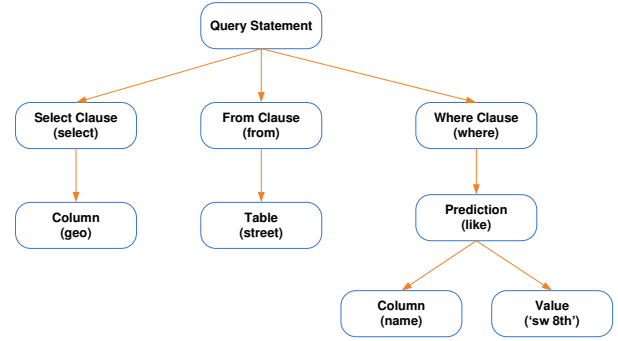 Query Statement
Select Clause
(select)
From Clause
(from)
Where Clause
(where)
Column
(geo)
Table
(street)
Prediction
(like)
Column
(name)
Value
(‘sw 8th’)